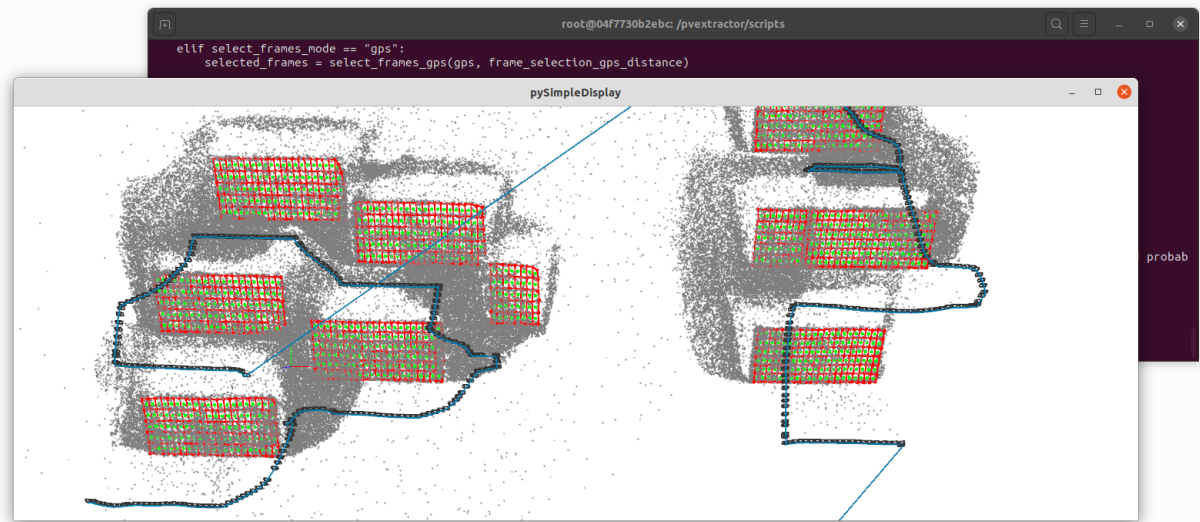 root@04f7730b2ebc: /pvextractor/scripts
elif select_frames_mode == "gps":
selected_frames = select_frames_gps(gps, frame_selection_gps_distance)
pySimpleDisplay
probab